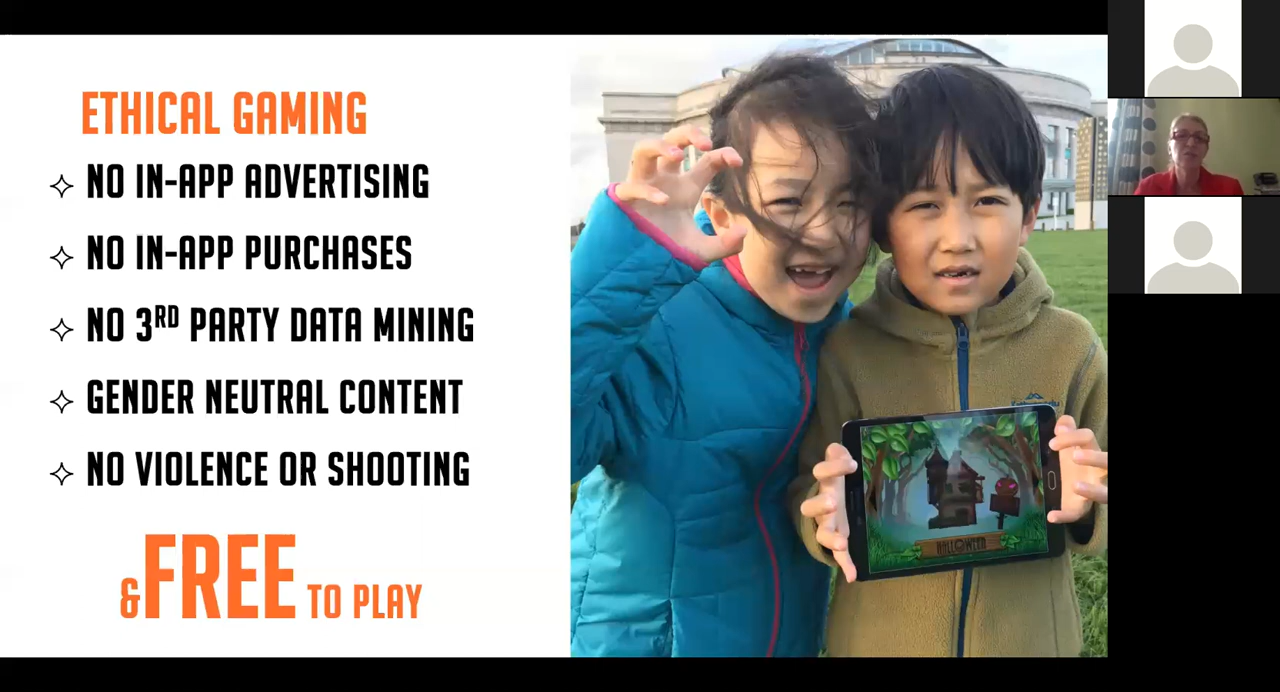 ETHICAL GAMING
NO IN-APP ADVERTISING
NO IN-APP PURCHASES
NO 3RD PARTY DATA MINING
GENDER NEUTRAL CONTENT
NO VIOLENCE OR SHOOTING
&FREE TO PLAY
HALLOWEEN